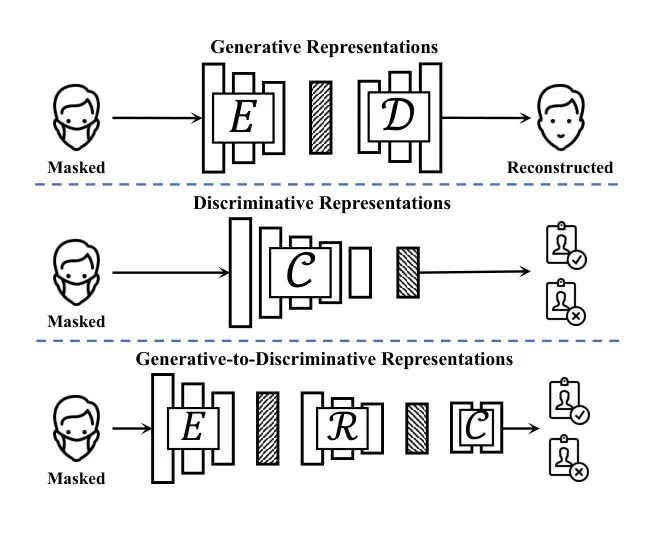 Generative Representations
E
D
Masked
Reconstructed
Discriminative Representations
C
Masked
Generative-to-Discriminative Representations
E
R
C
Masked